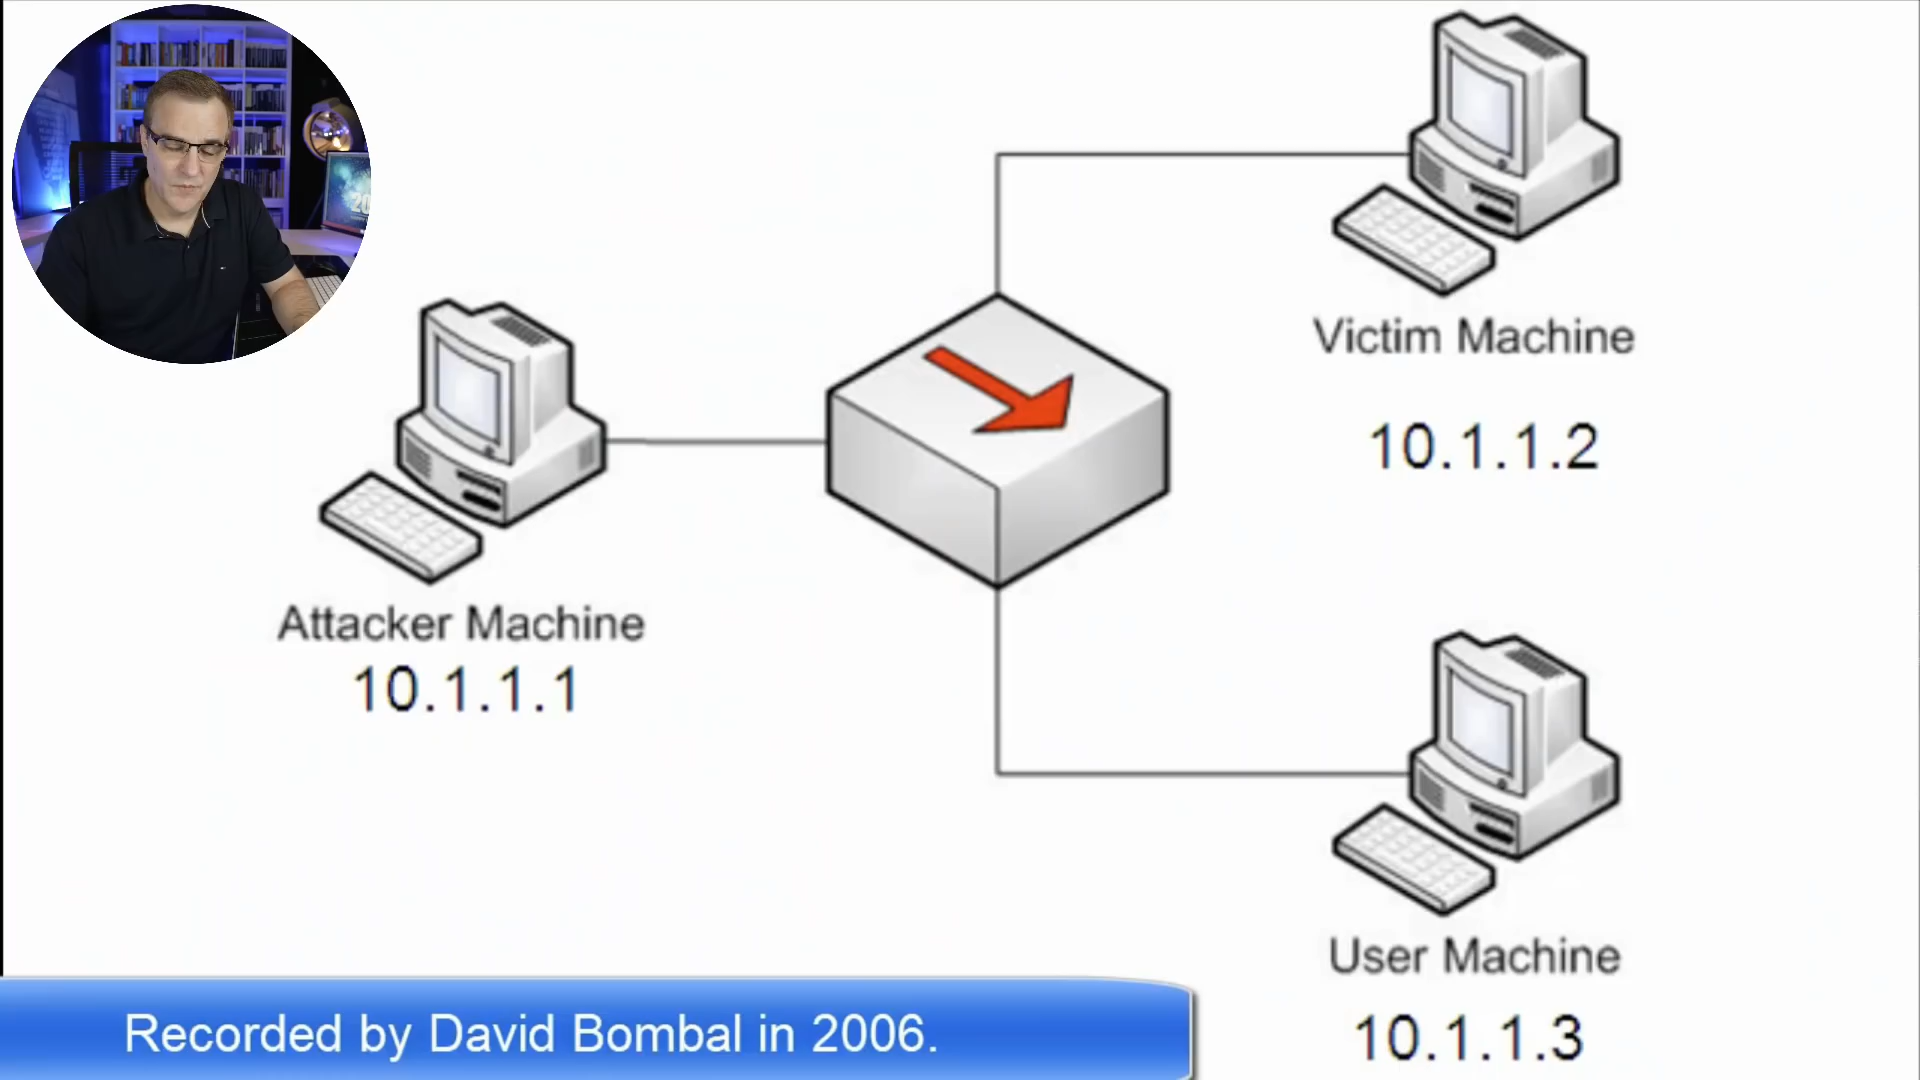 Victim Machine
10.1.1.2
Attacker Machine
10.1.1.1
User Machine
10.1.1.3
Recorded by David Bombal in 2006.